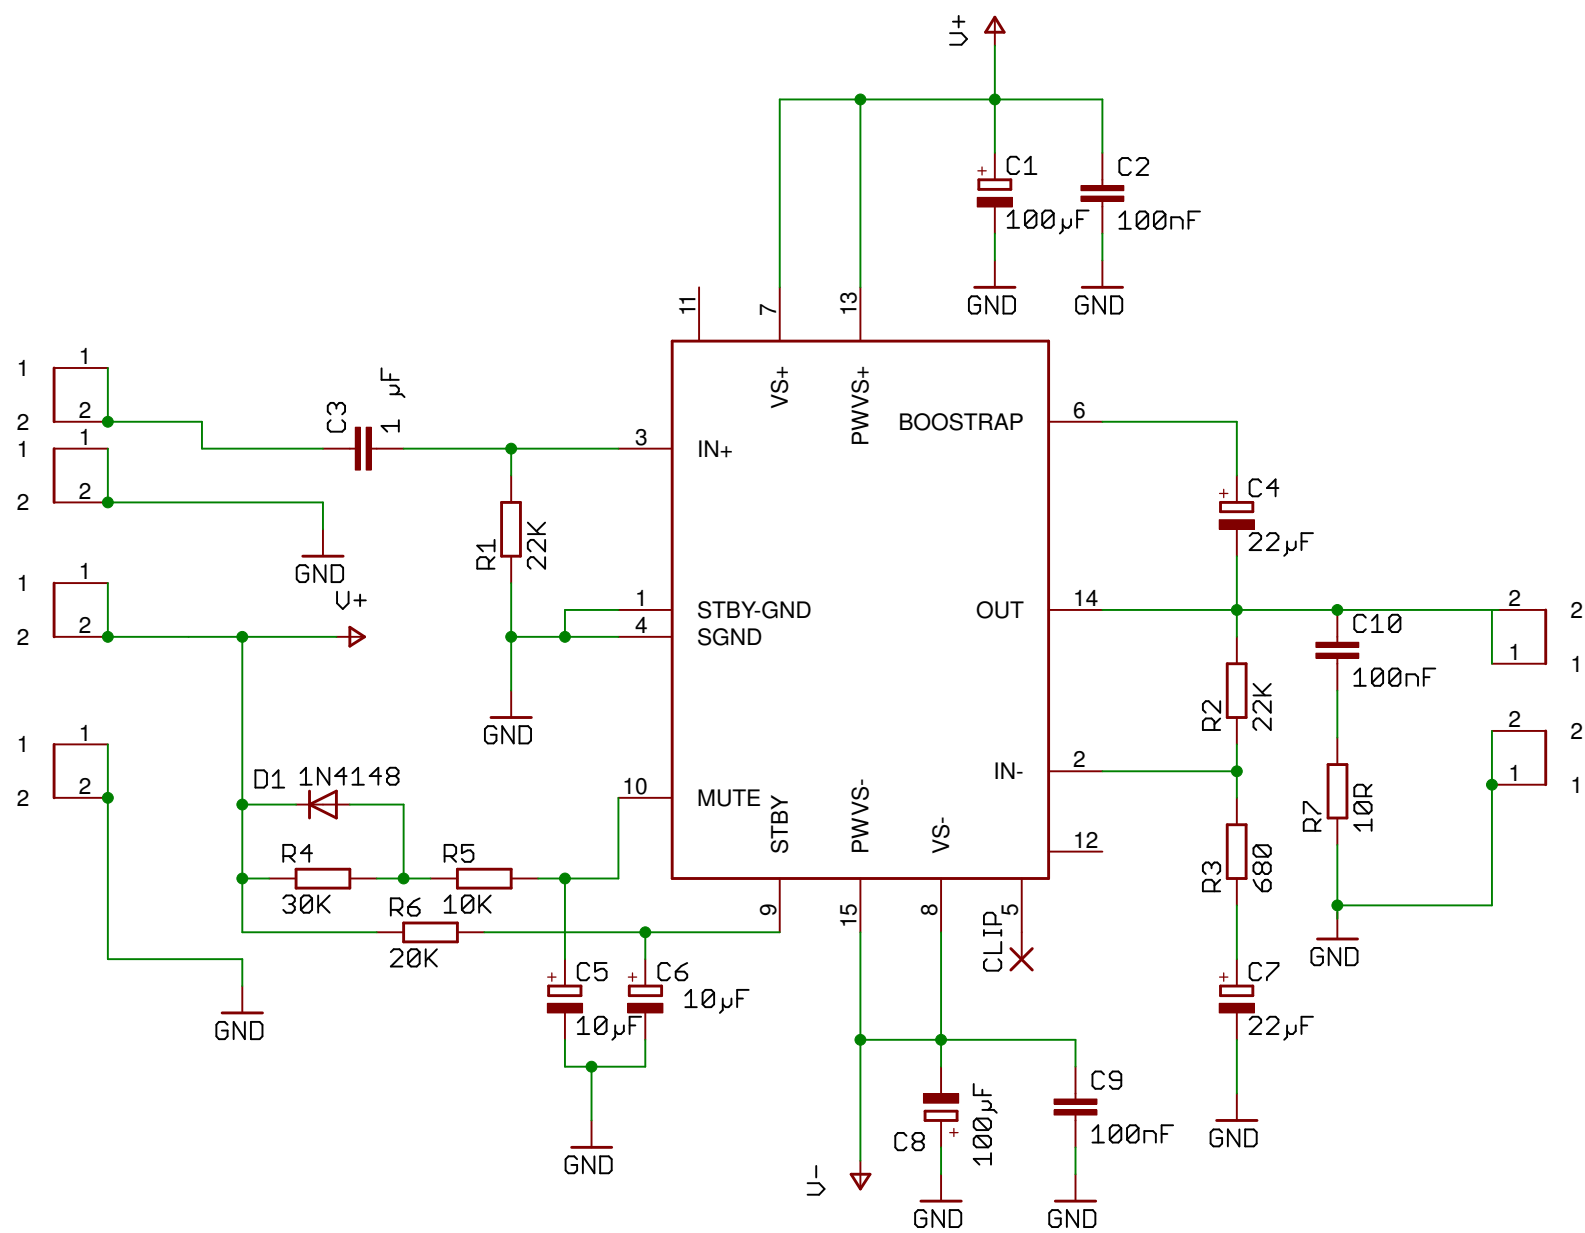 V+
C1
100µF
C2
100nF
GND
GND
11
7
13
VS+
PWVS+
1
1
2
2
1
1
2
2
C3
1 µF
3
IN+
BOOSTRAP
6
GND
R1
22K
C4
22µF
1
1
2
2
V+
1
STBY-GND
4
SGND
OUT
14
2
2
1
1
C10
100nF
GND
R2
22K
1
1
2
2
D1
1N4148
10
MUTE
STBY
PWVS-
VS-
IN-
2
12
R7
10R
2
2
1
1
R4
30K
R5
10K
R6
20K
9
15
8
5
CLIP
R3
680
GND
GND
C5
10µF
C6
10µF
C7
22µF
GND
C8
100µF
C9
100nF
GND
V-
GND
GND